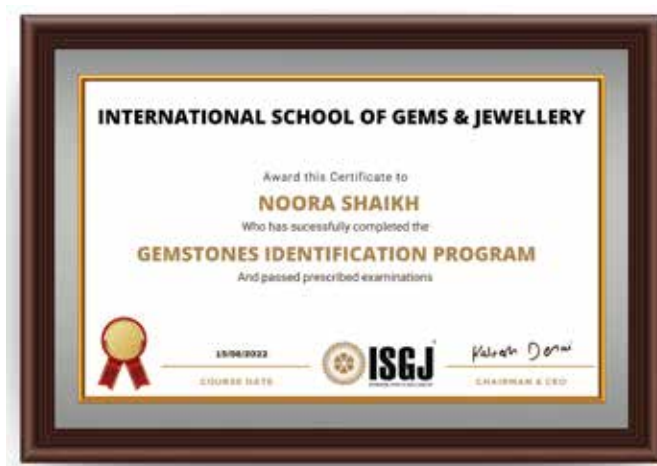 INTERNATIONAL SCHOOL OF GEMS & JEWELLERY
Award this Certificate to
NOORA SHAIKH
Who has sucessfully completed the
GEMSTONES IDENTIFICATION PROGRAM
And passed prescribed examinations
ISGJ
COURSE DATE
CHAIRMAN & CEO